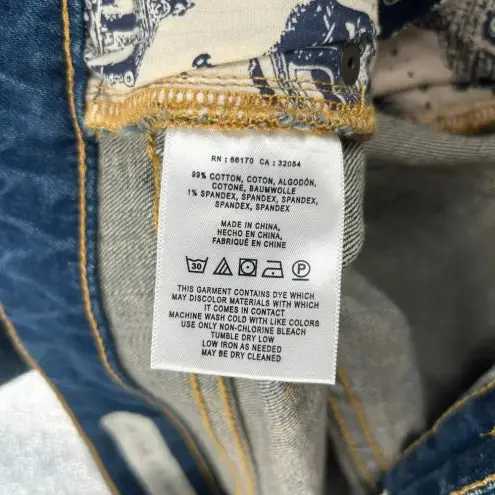 RN : 66170 CA : 32054
99% COTTON, COTON, ALGODÓN,
COTONE, BAUMWOLLE
1% SPANDEX, SPANDEX, SPANDEX,
SPANDEX, SPANDEX
MADE IN CHINA,
HECHO EN CHINA,
FABRIQUÉ EN CHINE
30 P
THIS GARMENT CONTAINS DYE WHICH
MAY DISCOLOR MATERIALS WITH WHICH
IT COMES IN CONTACT
MACHINE WASH COLD WITH LIKE COLORS
USE ONLY NON-CHLORINE BLEACH
TUMBLE DRY LOW
LOW IRON AS NEEDED
MAY BE DRY CLEANED